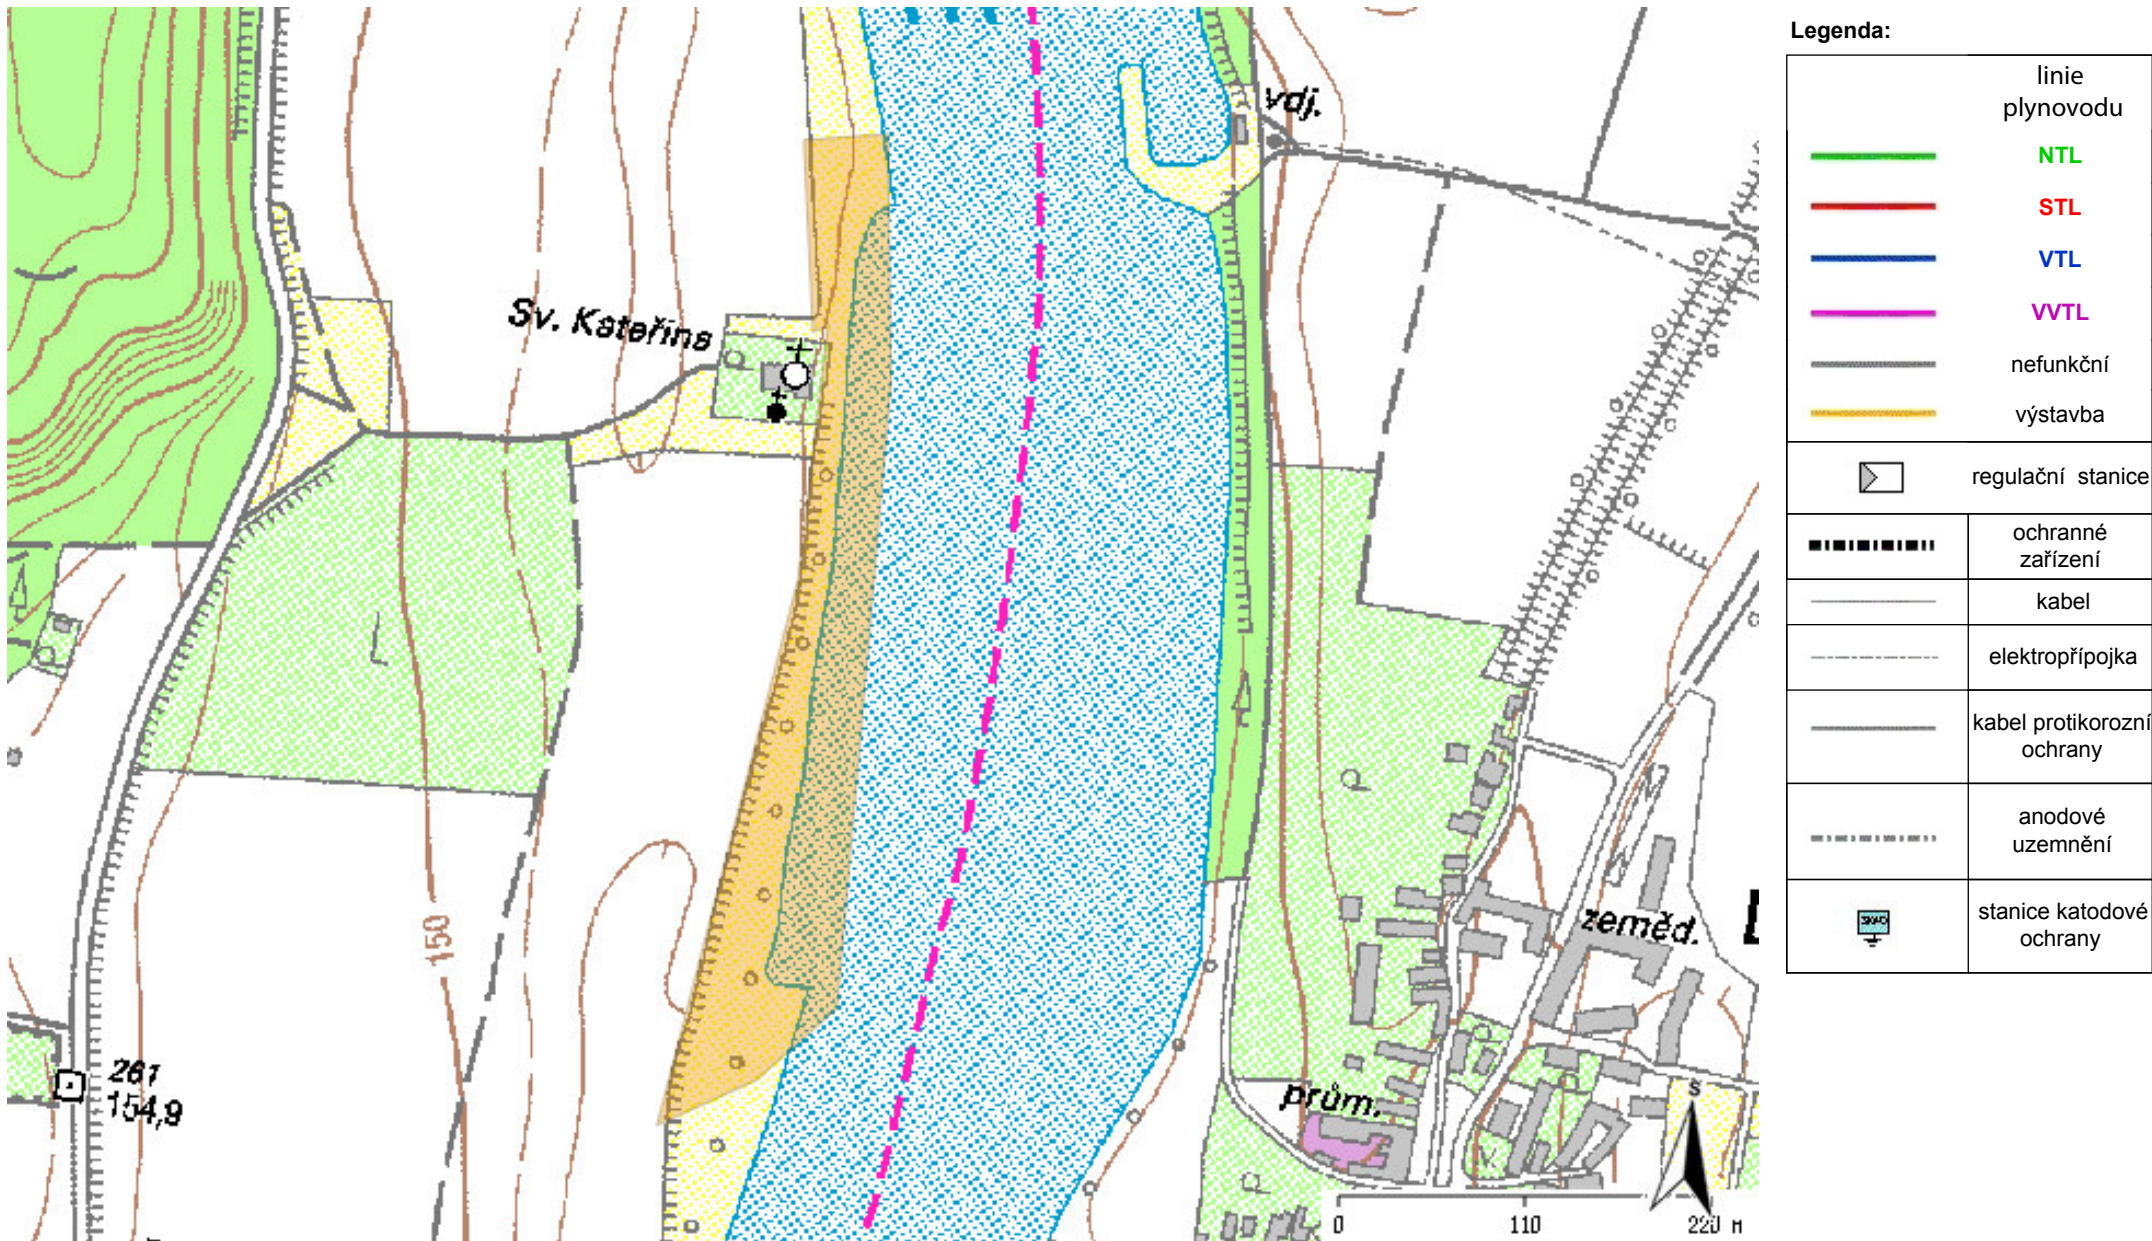 vdj.
Sv. Kateřina
150
261
154,9
zeměd.
prům.
S
0 110 220 m
Legenda:
linie
plynovodu
NTL
STL
VTL
VVTL
nefunkční
výstavba
regulační stanice
ochranné
zařízení
kabel
elektropřípojka
kabel protikorozní
ochrany
anodové
uzemnění
SKAO
stanice katodové
ochrany